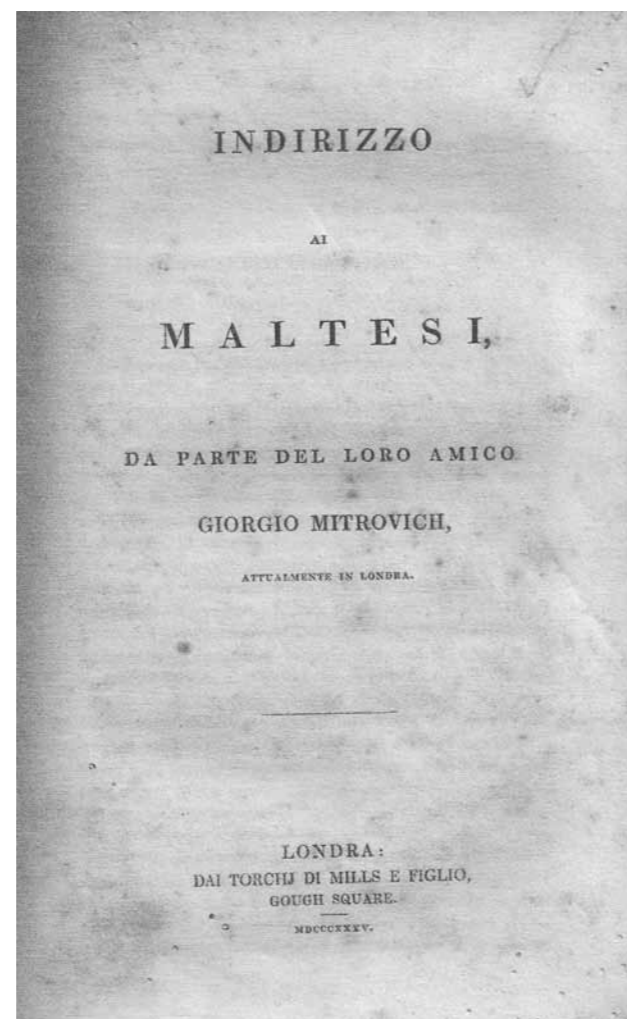 INDIRIZZO
AI
MALTESI,
DA PARTE DEL LORO AMICO
GIORGIO MITROVICH,
ATTUALMENTE IN LONDRA.
LONDRA:
DAI TORCHJ DI MILLS E FIGLIO,
GOUGH SQUARE.
MDCCCXXXV.